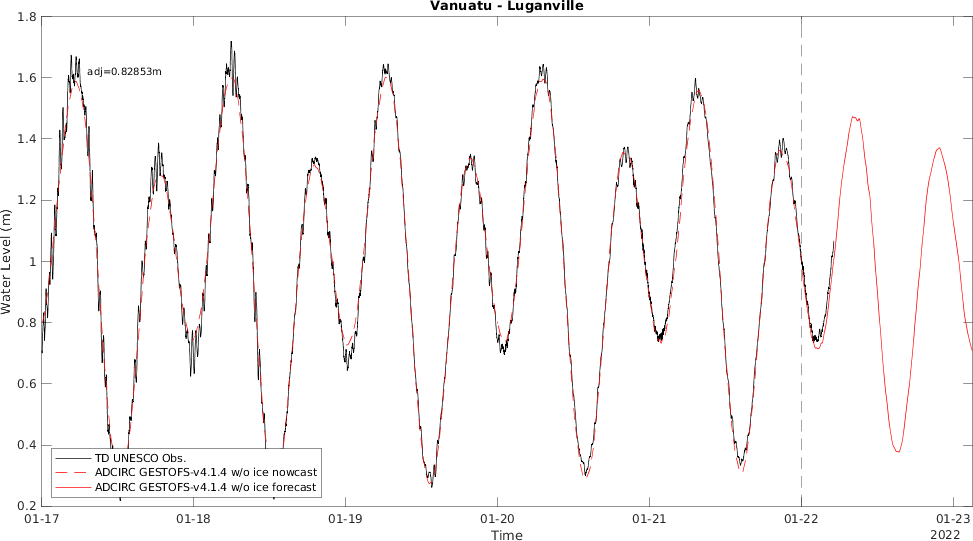 Vanuatu - Luganville
1.8
1.6
1.4
1.2
1
0.8
0.6
0.4
0.2
Water Level (m)
adj=0.82853m
TD UNESCO Obs.
ADCIRC GESTOFS-v4.1.4 w/o ice nowcast
ADCIRC GESTOFS-v4.1.4 w/o ice forecast
01-17 01-18 01-19 01-20 01-21 01-22 01-23
Time
2022